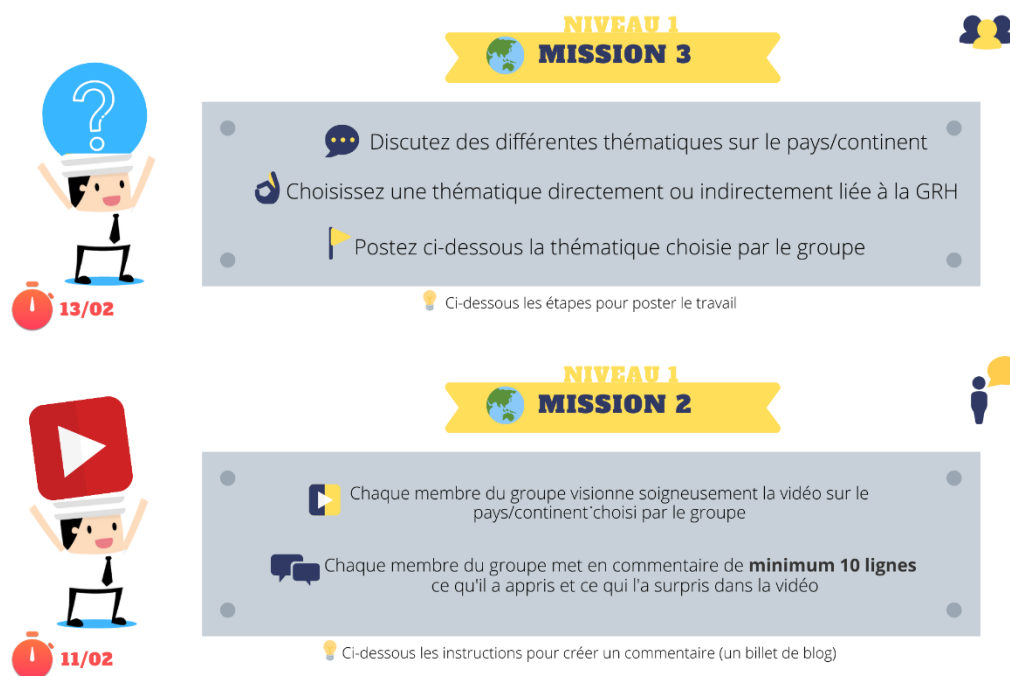 NIVEAU 1
MISSION 3
Discutez des différentes thématiques sur le pays/continent
Choisissez une thématique directement ou indirectement liée à la GRH
Postez ci-dessous la thématique choisie par le groupe
13/02
Ci-dessous les étapes pour poster le travail
NIVEAU 1
MISSION 2
Chaque membre du groupe visionne soigneusement la vidéo sur le
pays/continent choisi par le groupe
Chaque membre du groupe met en commentaire de minimum 10 lignes
ce qu'il a appris et ce qui l'a surpris dans la vidéo
11/02
Ci-dessous les instructions pour créer un commentaire (un billet de blog)